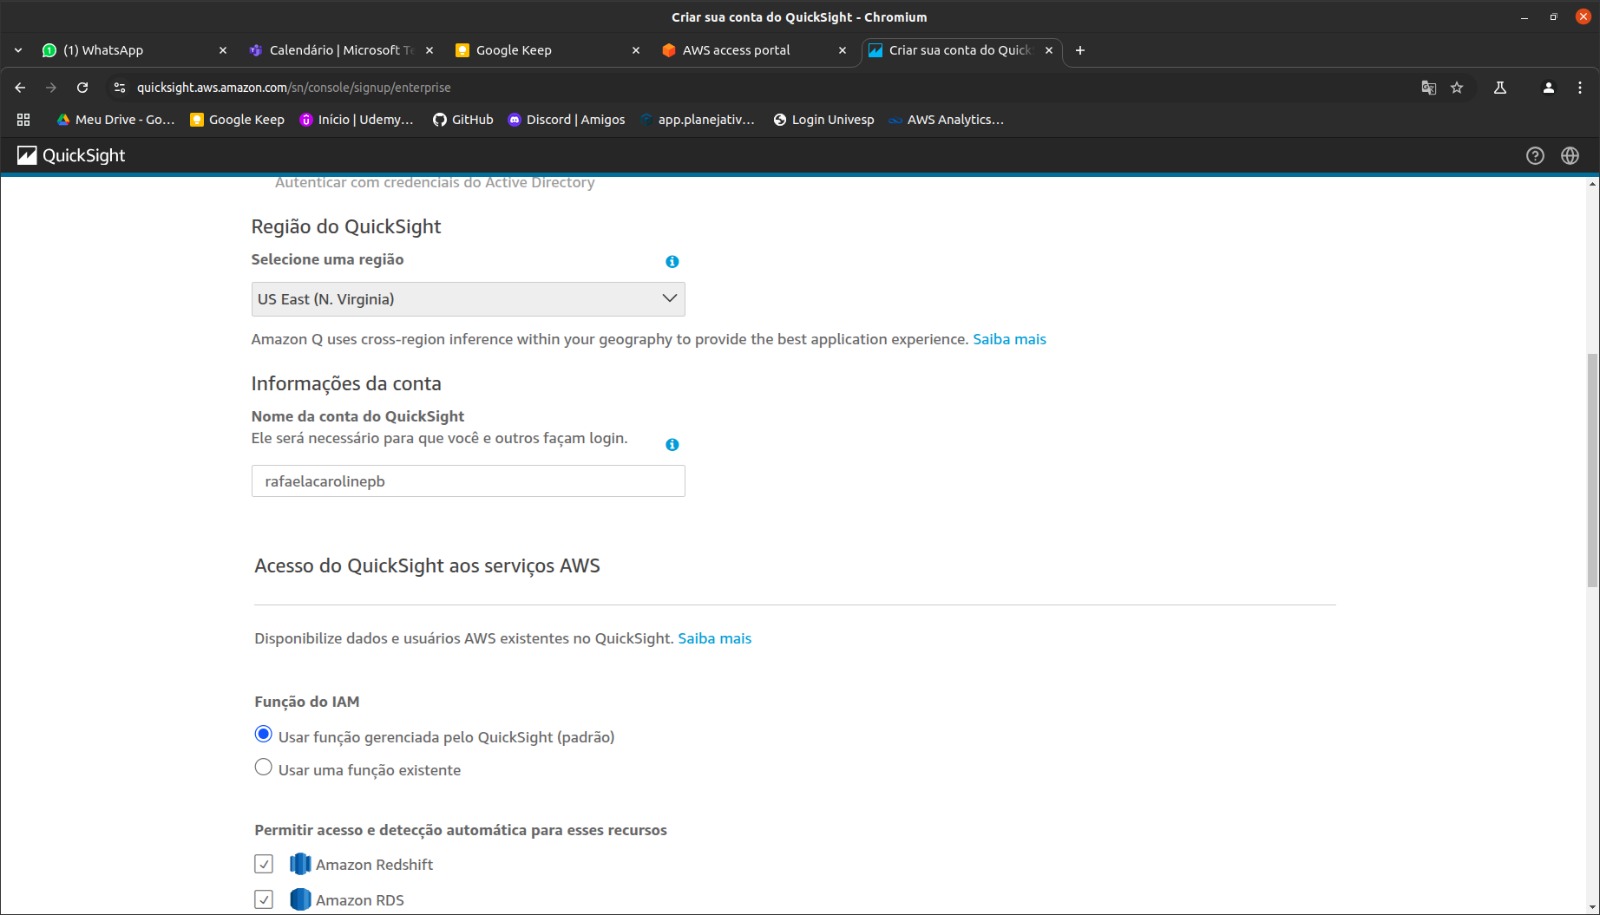 Criar sua conta do QuickSight - Chromium
(1) WhatsApp
Calendário | Microsoft Te
Google Keep
AWS access portal
Criar sua conta do Quick
quicksight.aws.amazon.com/sn/console/signup/enterprise
Meu Drive - Go...
Google Keep
Início | Udemy...
GitHub
Discord | Amigos
app.planejativ...
Login Univesp
AWS Analytics...
QuickSight
Autenticar com credenciais do Active Directory
Região do QuickSight
Selecione uma região
US East (N. Virginia)
Amazon Q uses cross-region inference within your geography to provide the best application experience. Saiba mais
Informações da conta
Nome da conta do QuickSight
Ele será necessário para que você e outros façam login.
rafaelacarolinepb
Acesso do QuickSight aos serviços AWS
Disponibilize dados e usuários AWS existentes no QuickSight. Saiba mais
Função do IAM
Usar função gerenciada pelo QuickSight (padrão)
Usar uma função existente
Permitir acesso e detecção automática para esses recursos
Amazon Redshift
Amazon RDS